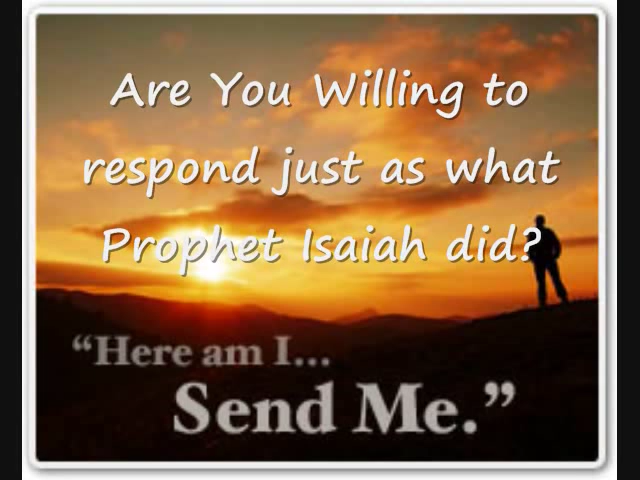 Are You Willing to
respond just as what
Prophet Isaiah did?
“Here am I...
Send Me.”